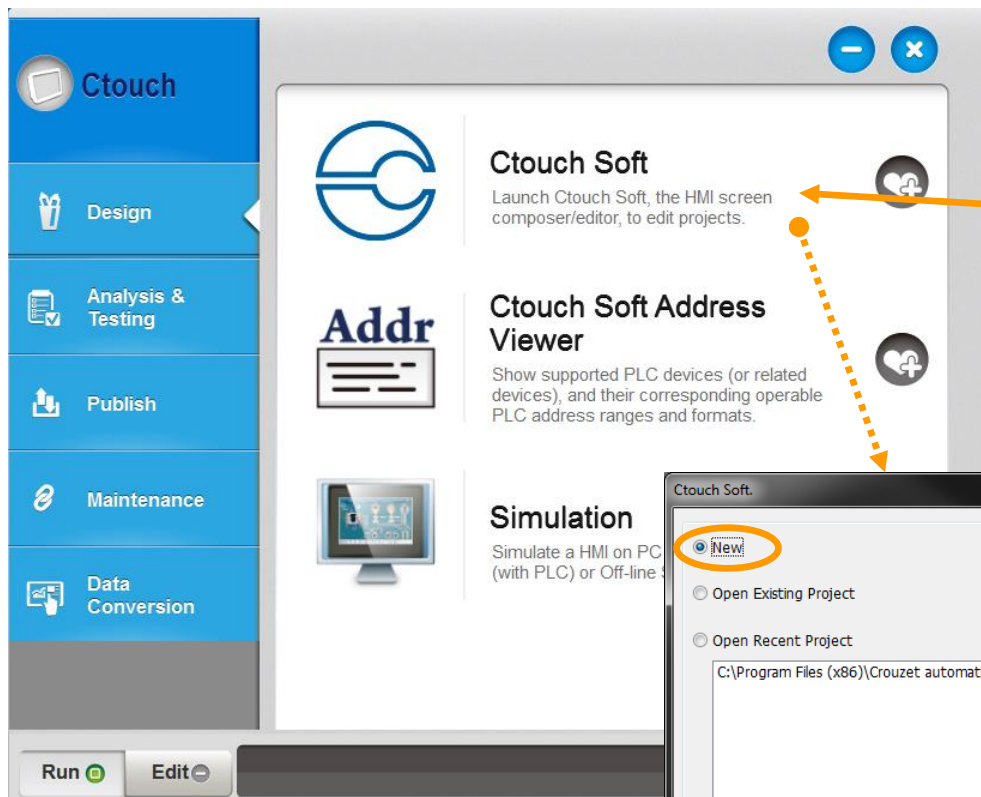 Ctouch
Design
Analysis &
Testing
Publish
Maintenance
Data
Conversion
Run
Edit
Ctouch Soft
Launch Ctouch Soft, the HMI screen
composer/editor, to edit projects.
Addr
Ctouch Soft Address
Viewer
Show supported PLC devices (or related
devices), and their corresponding operable
PLC address ranges and formats.
Simulation
Simulate a HMI on PC
(with PLC) or Off-line
Ctouch Soft.
New
Open Existing Project
Open Recent Project
C:\Program Files (x86)\Crouzet automat